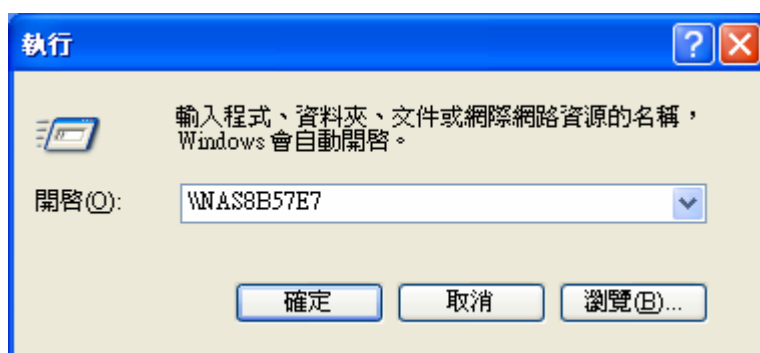 執行
輸入程式、資料夾、文件或網際網路資源的名稱，
Windows 會自動開啓。
開啓(O): \\NAS8B57E7
確定 取消 瀏覽(B)...